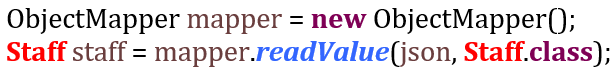 ObjectMapper mapper = new ObjectMapper();
Staff staff = mapper.readValue(json, Staff.class);